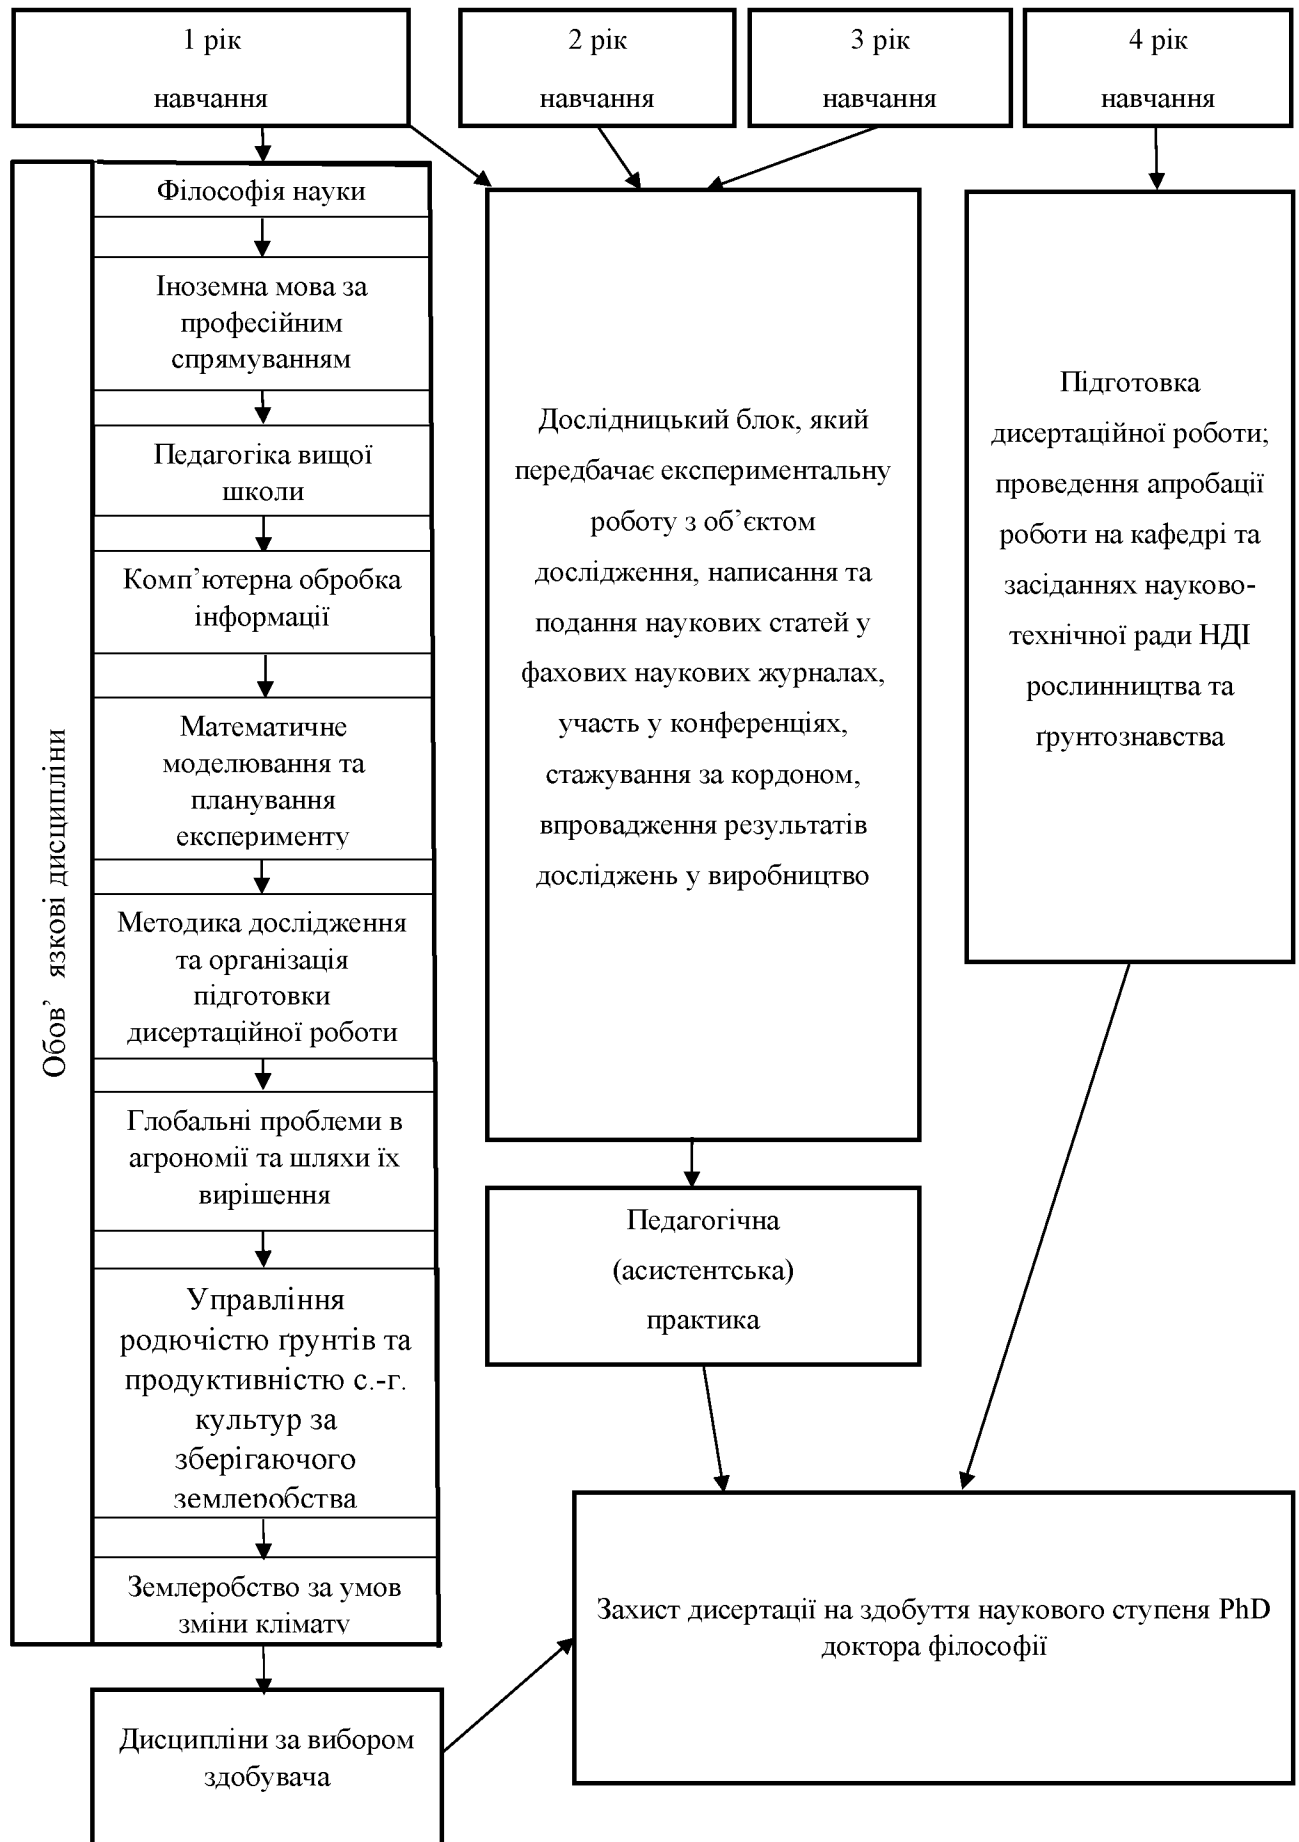 1 рік
навчання
2 рік
навчання
3 рік
навчання
4 рік
навчання
Обов’ язкові дисципліни
Філософія науки
Іноземна мова за
професійним
спрямуванням
Педагогіка вищої
школи
Комп’ютерна обробка
інформації
Математичне
моделювання та
планування
експерименту
Методика дослідження
та організація
підготовки
дисертаційної роботи
Глобальні проблеми в
агрономії та шляхи їх
вирішення
Управління
родючістю ґрунтів та
продуктивністю с.-г.
культур за
зберігаючого
землеробства
Землеробство за умов
зміни клімату
Дисципліни за вибором
здобувача
Дослідницький блок, який
передбачає експериментальну
роботу з об’єктом
дослідження, написання та
подання наукових статей у
фахових наукових журналах,
участь у конференціях,
стажування за кордоном,
впровадження результатів
досліджень у виробництво
Педагогічна
(асистентська)
практика
Підготовка
дисертаційної роботи;
проведення апробації
роботи на кафедрі та
засіданнях науково-
технічної ради НДІ
рослинництва та
ґрунтознавства
Захист дисертації на здобуття наукового ступеня PhD
доктора філософії